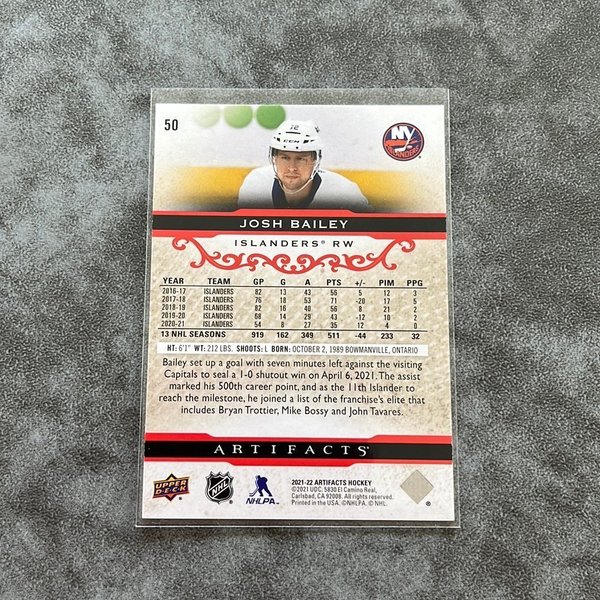 50
12
CCM
NY
ISLANDERS
JOSH BAILEY
ISLANDERS® RW
YEAR TEAM GP G A PTS +/- PIM PPG
2016-17 ISLANDERS 82 13 43 56 5 12 3
2017-18 ISLANDERS 76 18 53 71 -20 17 5
2018-19 ISLANDERS 82 16 40 56 8 21 2
2019-20 ISLANDERS 68 14 29 43 -12 10 2
2020-21 ISLANDERS 54 8 27 35 12 4 0
13 NHL SEASONS 919 162 349 511 -44 233 32
HT: 6'1" WT: 212 LBS. SHOOTS: L BORN: OCTOBER 2, 1989 BOWMANVILLE, ONTARIO
Bailey set up a goal with seven minutes left against the visiting
Capitals to seal a 1-0 shutout win on April 6, 2021. The assist
marked his 500th career point, and as the 11th Islander to
reach the milestone, he joined a list of the franchise's elite that
includes Bryan Trottier, Mike Bossy and John Tavares.
ARTIFACTS
UPPER
DECK
NHL
NHLPA
2021-22 ARTIFACTS HOCKEY
©2021 UDC. 5830 El Camino Real,
Carlsbad, CA 92008. All rights reserved.
Printed in the USA. ©NHLPA. © NHL.
®